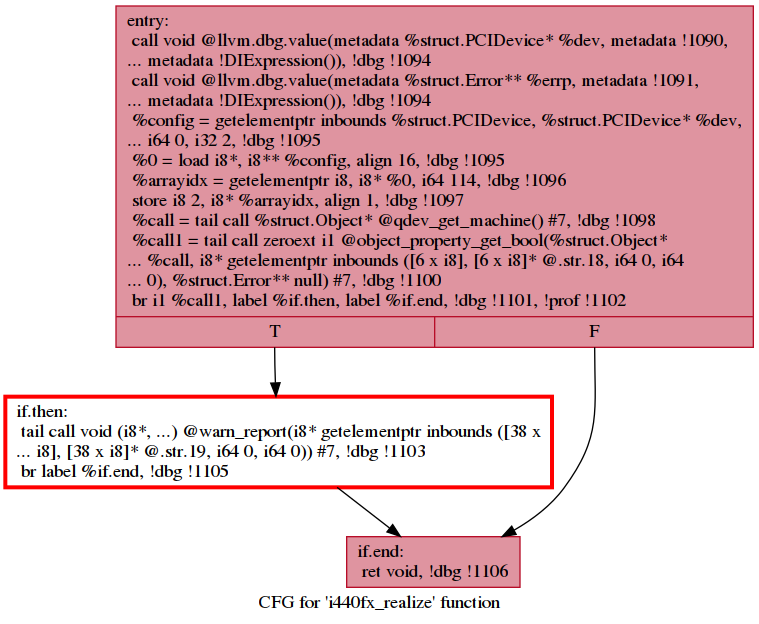 entry:
call void @llvm.dbg.value(metadata %struct.PCIDevice* %dev, metadata !1090,
... metadata !DIExpression()), !dbg !1094
call void @llvm.dbg.value(metadata %struct.Error** %errp, metadata !1091,
... metadata !DIExpression()), !dbg !1094
%config = getelementptr inbounds %struct.PCIDevice, %struct.PCIDevice* %dev,
... i64 0, i32 2, !dbg !1095
%0 = load i8*, i8** %config, align 16, !dbg !1095
%arrayidx = getelementptr i8, i8* %0, i64 114, !dbg !1096
store i8 2, i8* %arrayidx, align 1, !dbg !1097
%call = tail call %struct.Object* @qdev_get_machine() #7, !dbg !1098
%call1 = tail call zeroext i1 @object_property_get_bool(%struct.Object*
... %call, i8* getelementptr inbounds ([6 x i8], [6 x i8]* @.str.18, i64 0, i64
... 0), %struct.Error** null) #7, !dbg !1100
br i1 %call1, label %if.then, label %if.end, !dbg !1101, !prof !1102
T F
if.then:
tail call void (i8*, ...) @warn_report(i8* getelementptr inbounds ([38 x
... i8], [38 x i8]* @.str.19, i64 0, i64 0)) #7, !dbg !1103
br label %if.end, !dbg !1105
if.end:
ret void, !dbg !1106
CFG for 'i440fx_realize' function